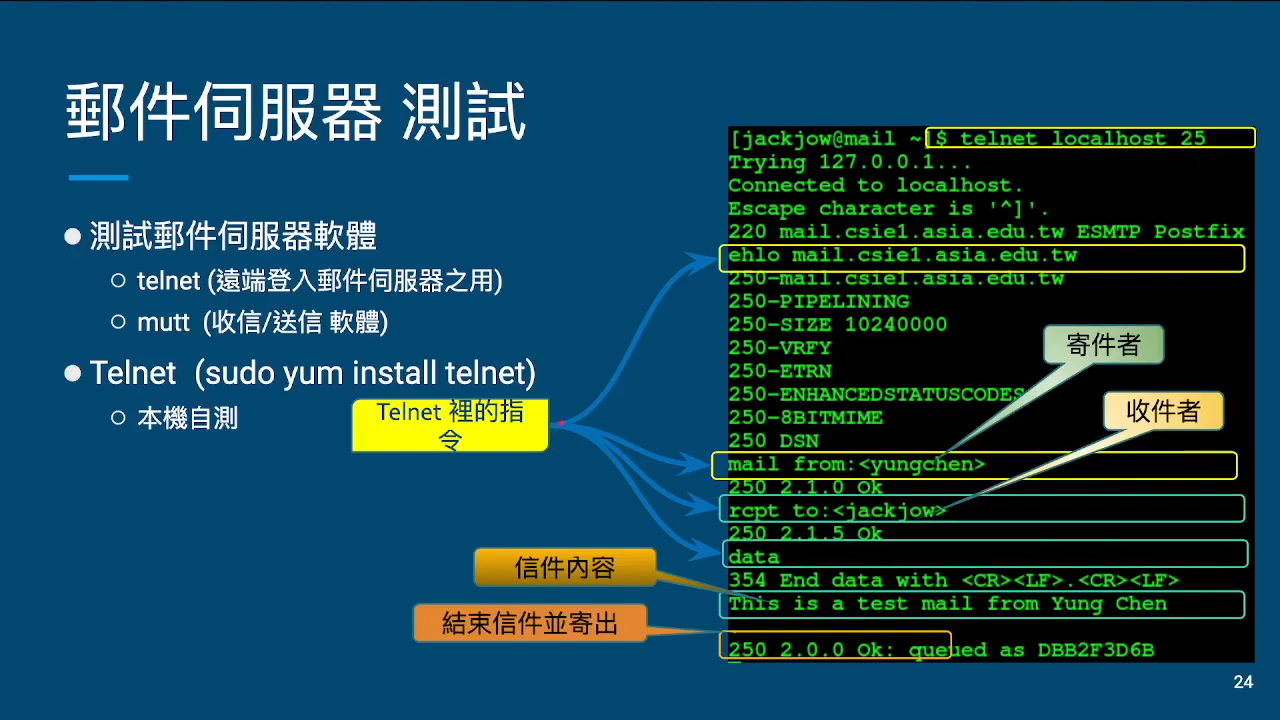 郵件伺服器 測試
測試郵件伺服器軟體
telnet (遠端登入郵件伺服器之用)
mutt (收信/送信 軟體)
Telnet (sudo yum install telnet)
本機自測
Telnet 裡的指
令
信件內容
結束信件並寄出
[jackjow@mail ~]$ telnet localhost 25
Trying 127.0.0.1...
Connected to localhost.
Escape character is '^]'.
220 mail.csie1.asia.edu.tw ESMTP Postfix
ehlo mail.csie1.asia.edu.tw
250-mail.csie1.asia.edu.tw
250-PIPELINING
250-SIZE 10240000
250-VRFY
250-ETRN
250-ENHANCEDSTATUSCODES
250-8BITMIME
250 DSN
mail from:<yungchen>
250 2.1.0 Ok
rcpt to:<jackjow>
250 2.1.5 Ok
data
354 End data with <CR><LF>.<CR><LF>
This is a test mail from Yung Chen
.
250 2.0.0 Ok: queued as DBB2F3D6B
寄件者
收件者
24